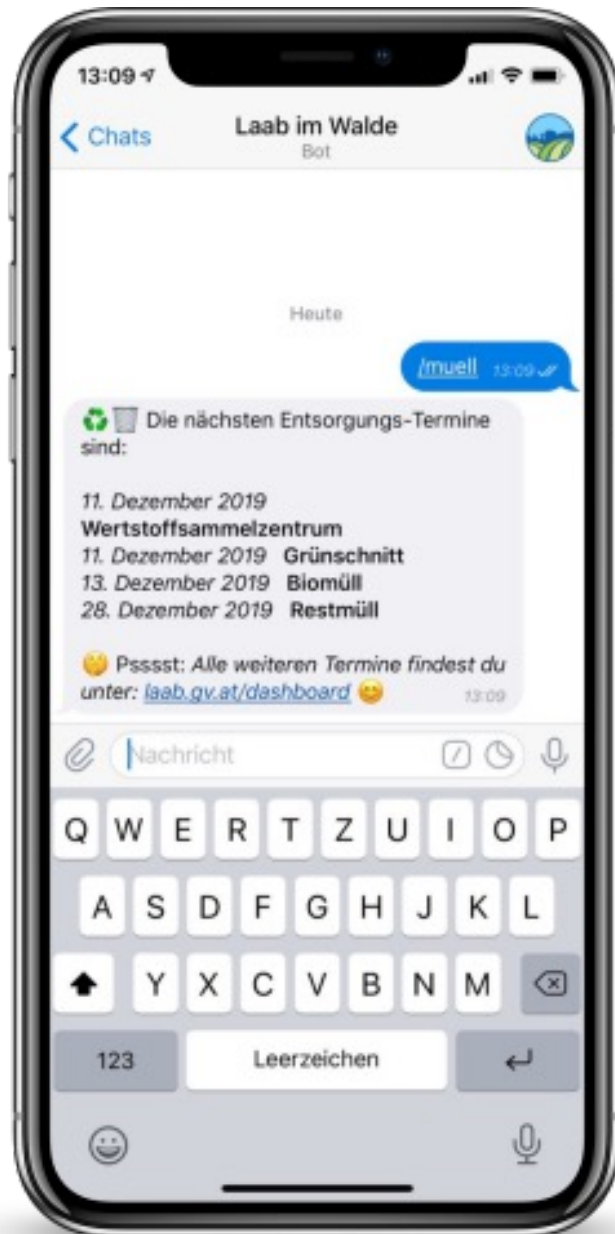 13:09
Chats
Laab im Walde
Bot
Heute
/muell 13:09
Die nächsten Entsorgungs-Termine
sind:
11. Dezember 2019
Wertstoffsammelzentrum
11. Dezember 2019 Grünschnitt
13. Dezember 2019 Biomüll
28. Dezember 2019 Restmüll
Psssst: Alle weiteren Termine findest du
unter: laab.gv.at/dashboard
13:09
Nachricht
Q W E R T Z U I O P
A S D F G H J K L
Y X C V B N M
123 Leerzeichen